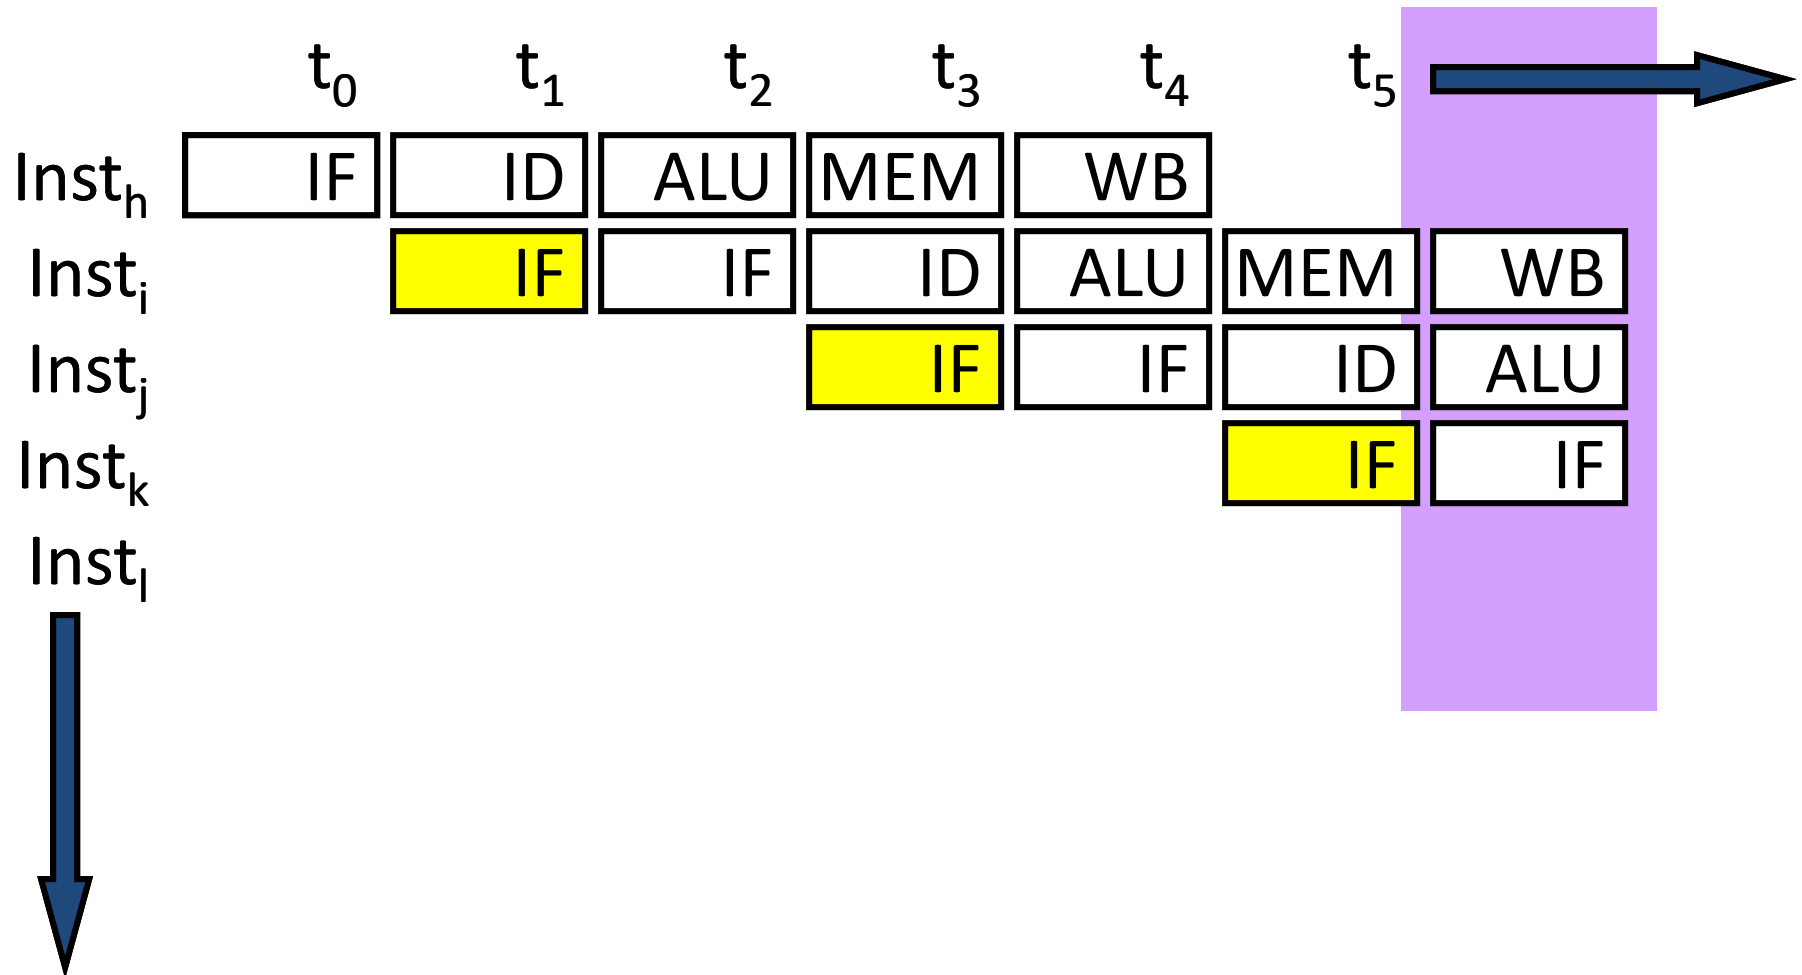 t0 t1 t2 t3 t4 t5
Insth IF ID ALU MEM WB
Insti IF IF ID ALU MEM WB
Instj IF IF ID ALU
Instk IF IF
Instl